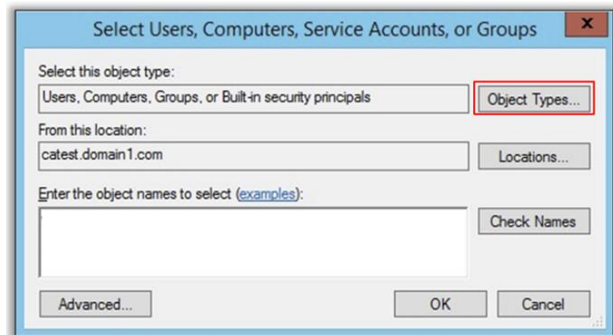 Select Users, Computers, Service Accounts, or Groups
x
Select this object type:
Users, Computers, Groups, or Built-in security principals
Object Types...
From this location:
catest.domain1.com
Locations...
Enter the object names to select (examples):
Check Names
Advanced...
OK
Cancel